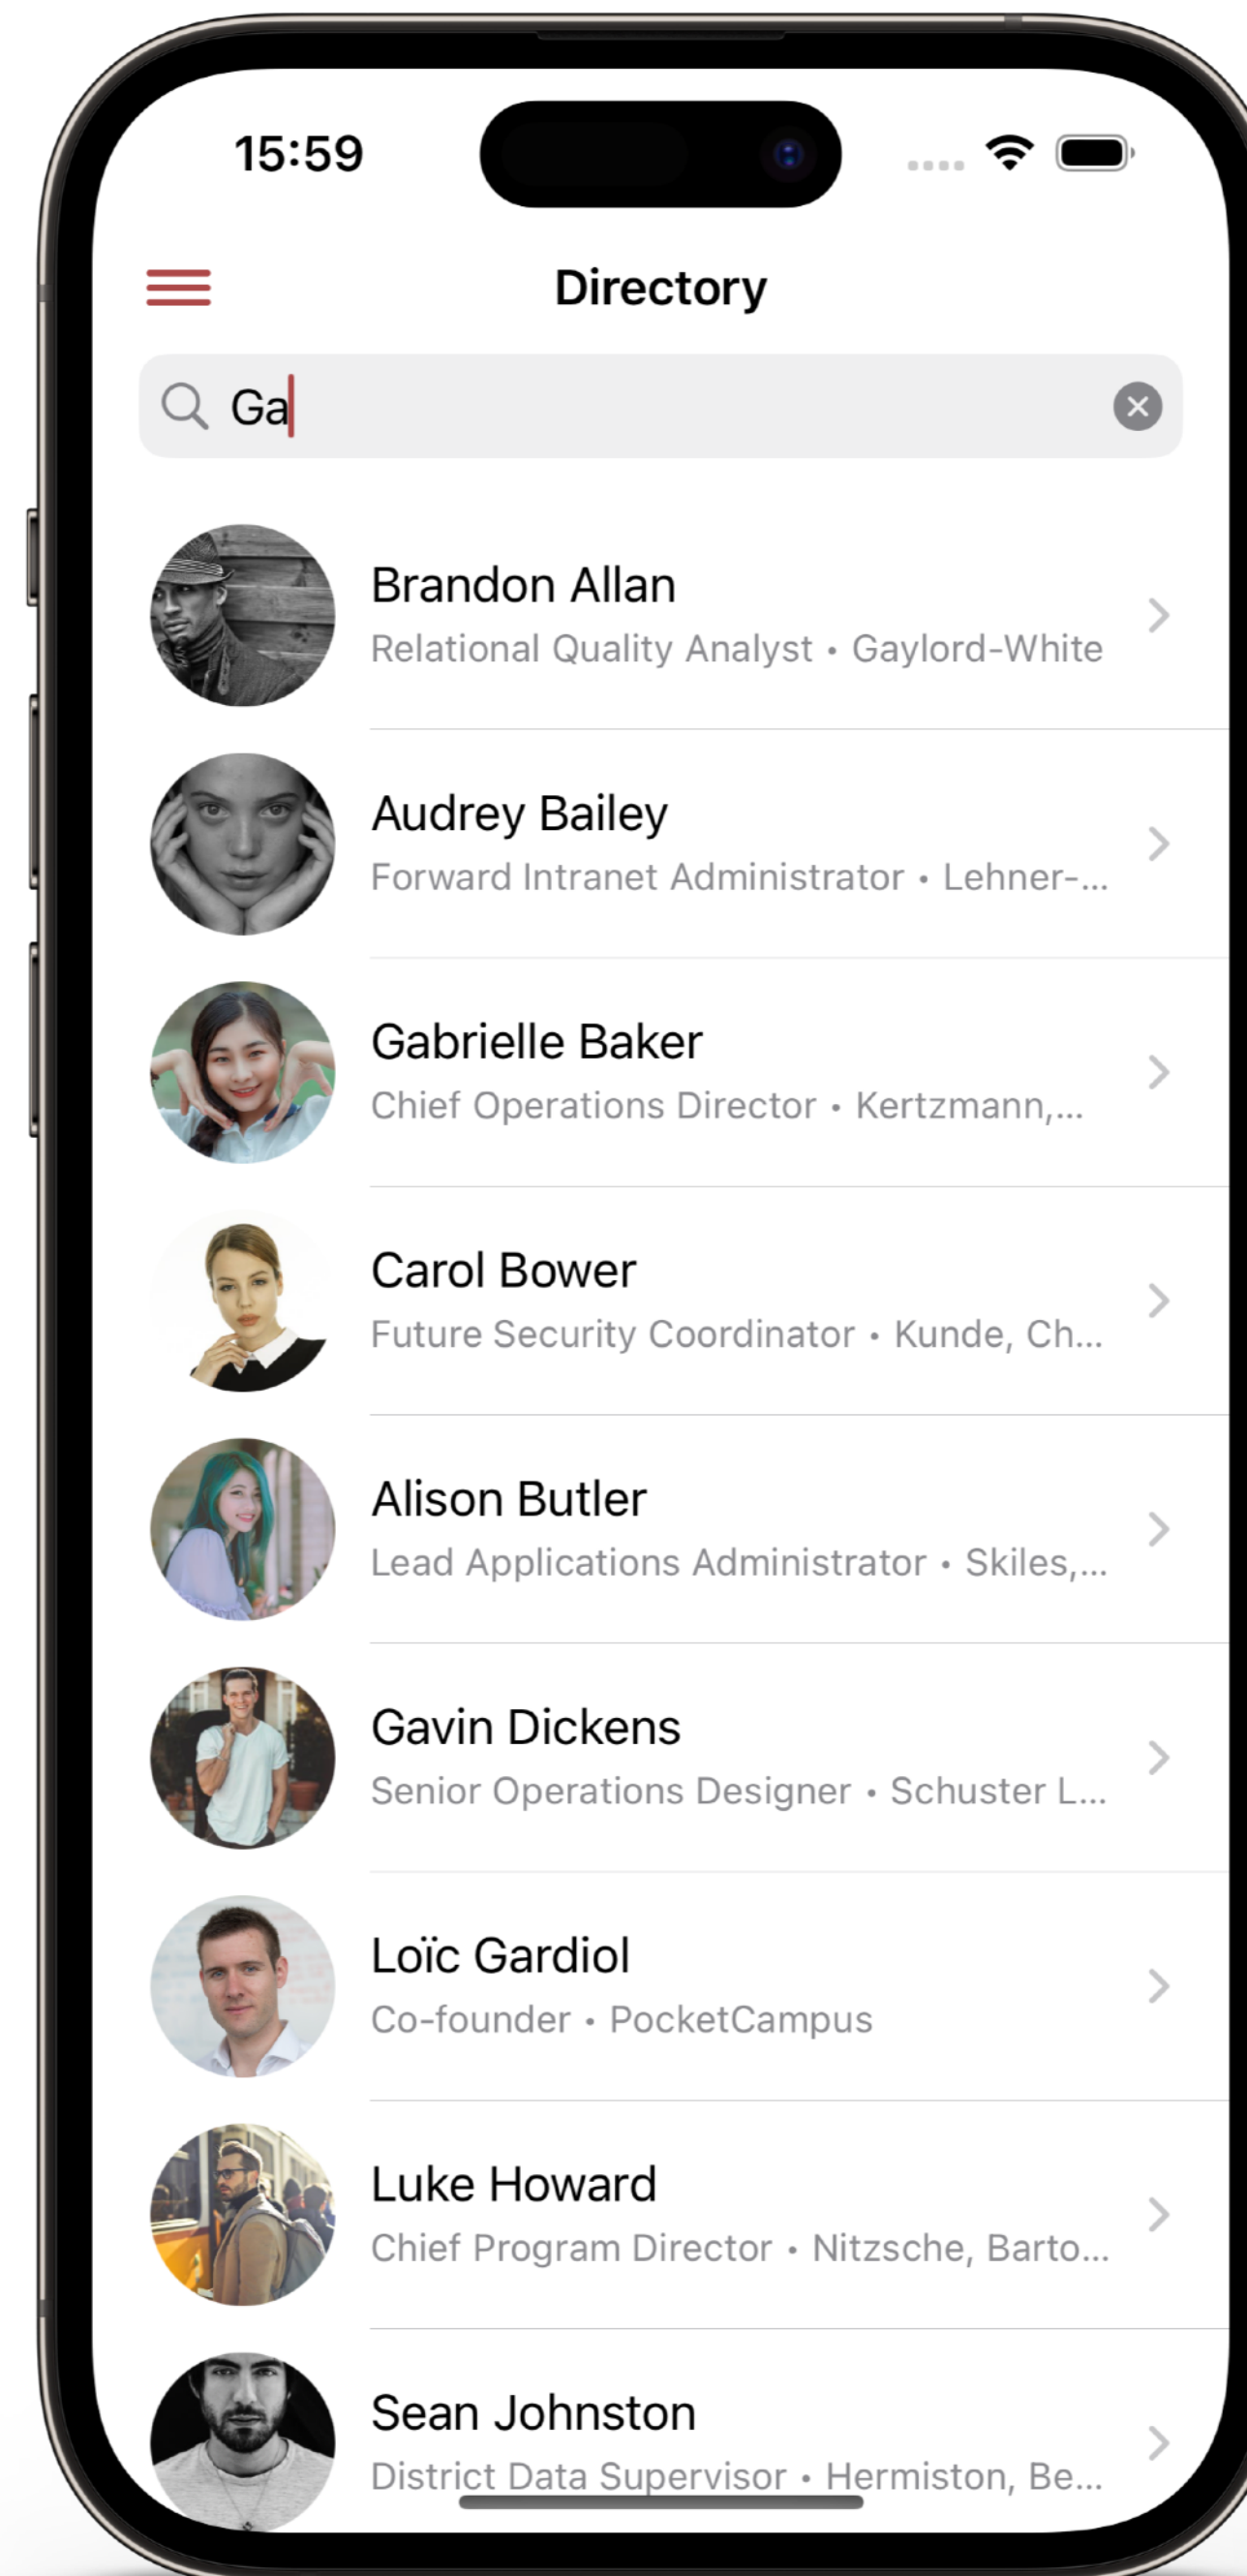 15:59
Directory
Ga
Brandon Allan
Relational Quality Analyst • Gaylord-White
Audrey Bailey
Forward Intranet Administrator • Lehner-...
Gabrielle Baker
Chief Operations Director • Kertzmann,...
Carol Bower
Future Security Coordinator • Kunde, Ch...
Alison Butler
Lead Applications Administrator • Skiles,...
Gavin Dickens
Senior Operations Designer • Schuster L...
Loïc Gardiol
Co-founder • PocketCampus
Luke Howard
Chief Program Director • Nitzsche, Barto...
Sean Johnston
District Data Supervisor • Hermiston, Be...